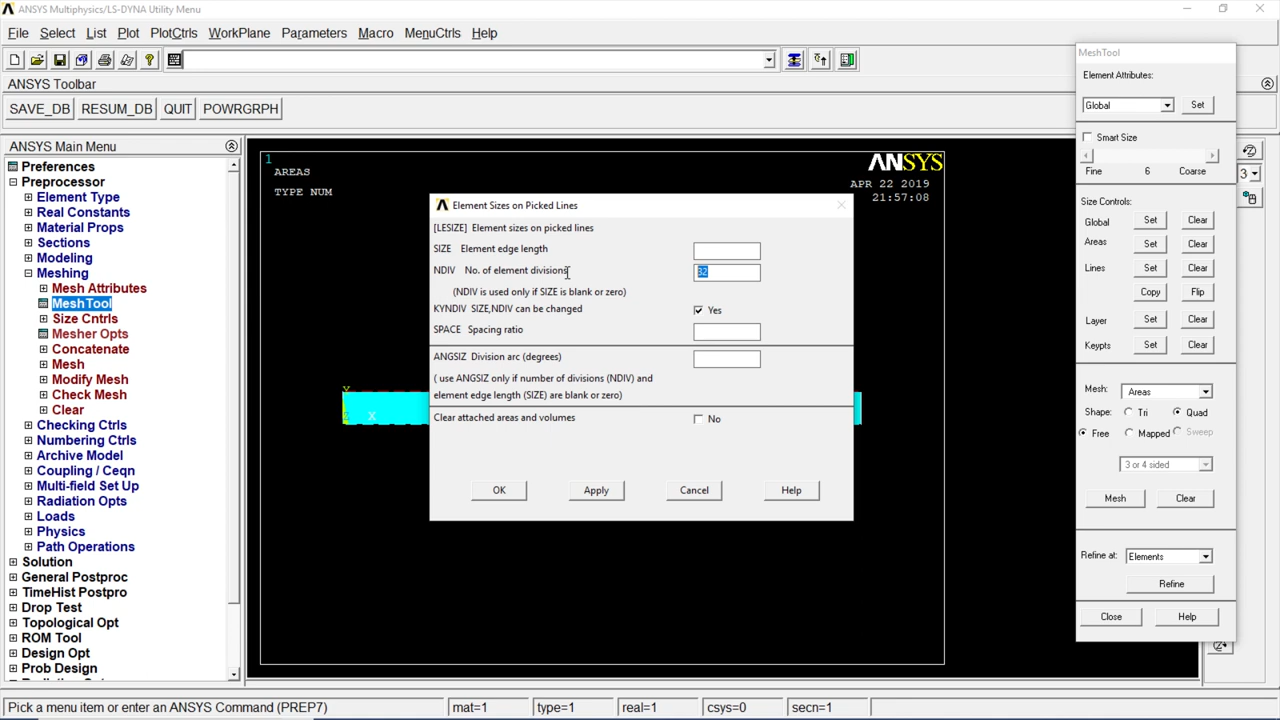 ANSYS Multiphysics/LS-DYNA Utility Menu
File Select List Plot PlotCtrls WorkPlane Parameters Macro MenuCtrls Help
ANSYS Toolbar
SAVE_DB RESUM_DB QUIT POWRGRPH
ANSYS Main Menu
Preferences
Preprocessor
Element Type
Real Constants
Material Props
Sections
Modeling
Meshing
Mesh Attributes
MeshTool
Size Cntrls
Mesher Opts
Concatenate
Mesh
Modify Mesh
Check Mesh
Clear
Checking Ctrls
Numbering Ctrls
Archive Model
Coupling / Ceqn
Multi-field Set Up
Radiation Opts
Loads
Physics
Path Operations
Solution
General Postproc
TimeHist Postpro
Drop Test
Topological Opt
ROM Tool
Design Opt
Prob Design
1
AREAS
TYPE NUM
ANSYS
APR 22 2019
21:57:08
Y
X
Element Sizes on Picked Lines
[LESIZE] Element sizes on picked lines
SIZE Element edge length
NDIV No. of element divisions 32
(NDIV is used only if SIZE is blank or zero)
KYNDIV SIZE,NDIV can be changed Yes
SPACE Spacing ratio
ANGSIZ Division arc (degrees)
( use ANGSIZ only if number of divisions (NDIV) and
element edge length (SIZE) are blank or zero)
Clear attached areas and volumes No
OK Apply Cancel Help
MeshTool
Element Attributes:
Global Set
Smart Size
Fine 6 Coarse
Size Controls:
Global Set Clear
Areas Set Clear
Lines Set Clear
Copy Flip
Layer Set Clear
Keypts Set Clear
Mesh: Areas
Shape: Tri Quad
Free Mapped Sweep
3 or 4 sided
Mesh Clear
Refine at: Elements
Refine
Close Help
3
Pick a menu item or enter an ANSYS Command (PREP7) mat=1 type=1 real=1 csys=0 secn=1